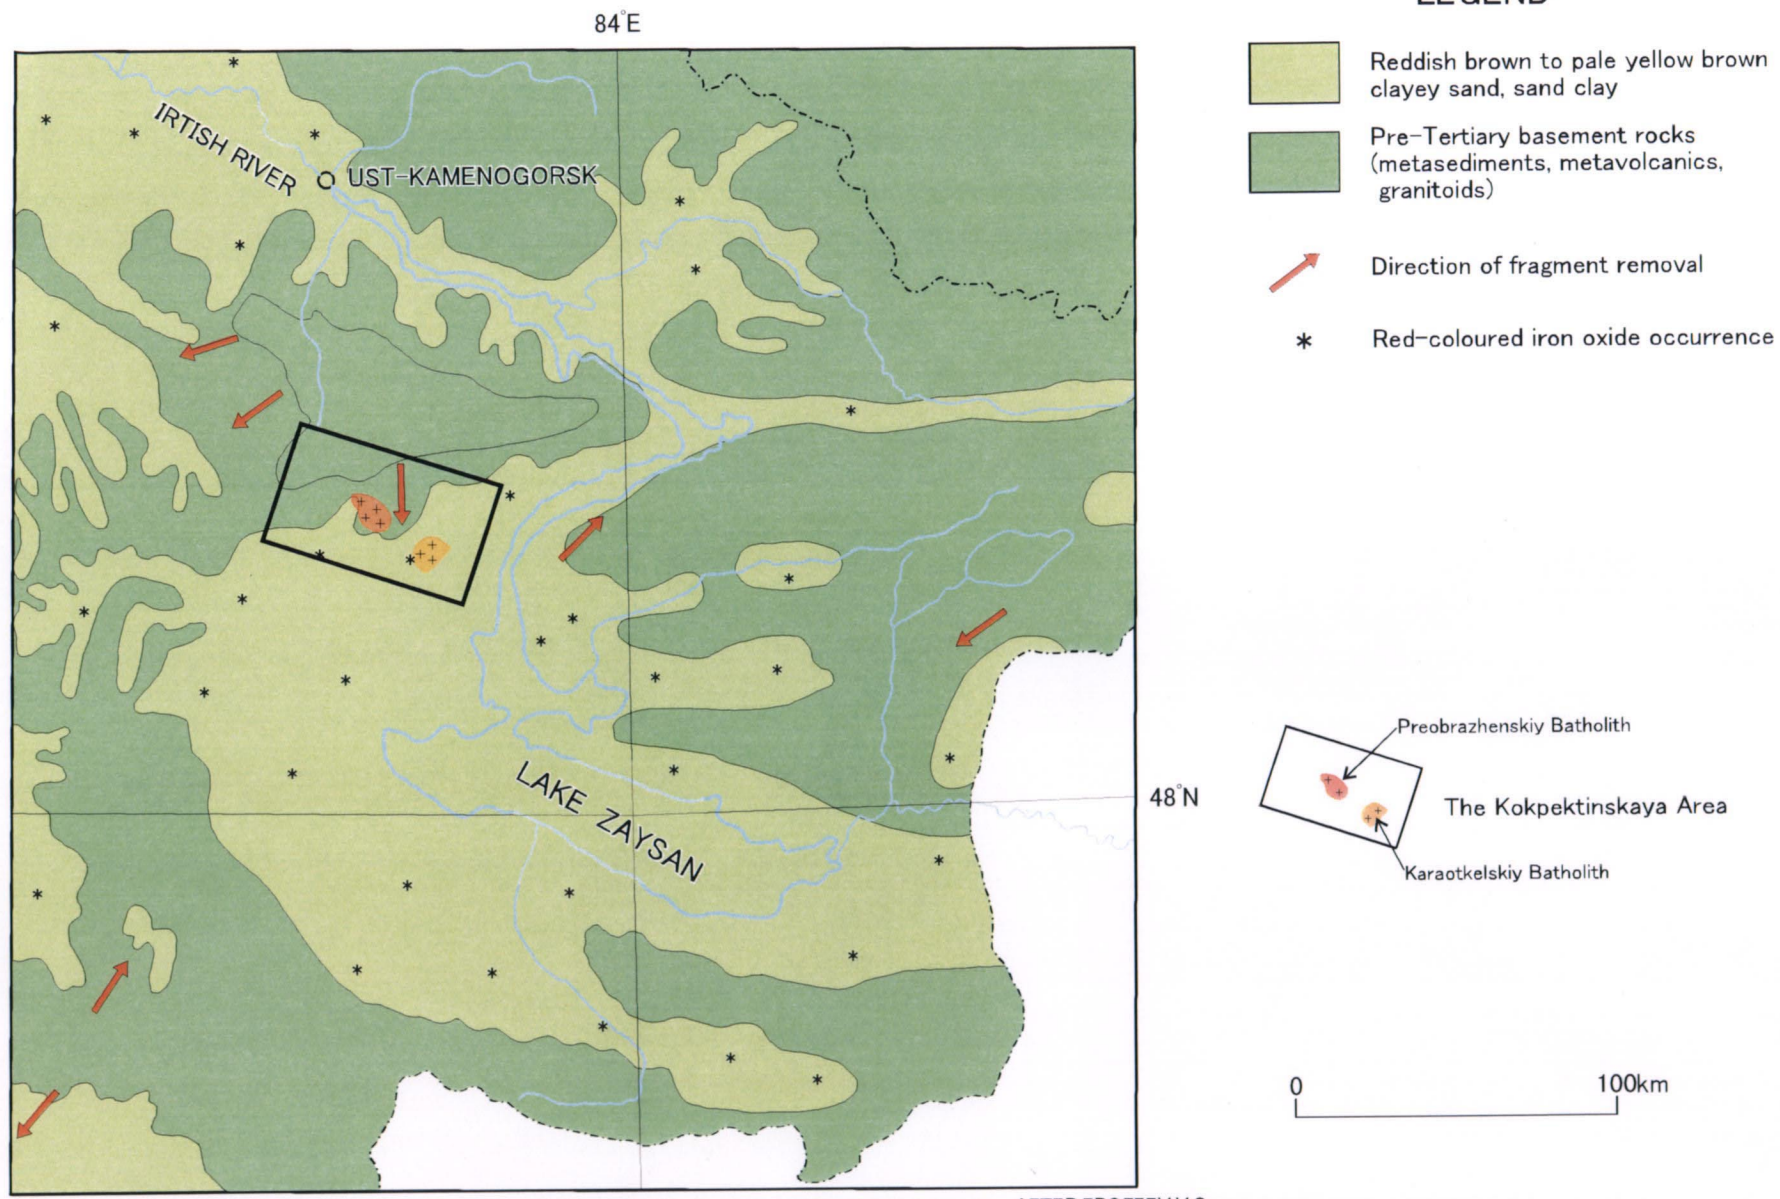 84°E
LEGEND
Reddish brown to pale yellow brown
clayey sand, sand clay
Pre-Tertiary basement rocks
(metasediments, metavolcanics,
granitoids)
Direction of fragment removal
Red-coloured iron oxide occurrence
IRTISH RIVER
UST-KAMENOGORSK
LAKE ZAYSAN
48°N
Preobrazhenskiy Batholith
The Kokpektinskaya Area
Karaotkelskiy Batholith
0 100km